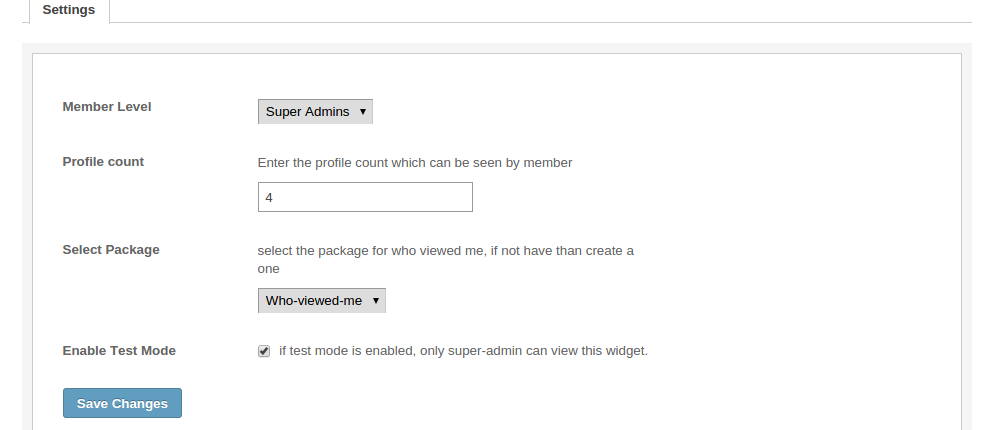 Settings
Member Level
Super Admins
Profile count
Enter the profile count which can be seen by member
4
Select Package
select the package for who viewed me, if not have than create a
one
Who-viewed-me
Enable Test Mode
if test mode is enabled, only super-admin can view this widget.
Save Changes